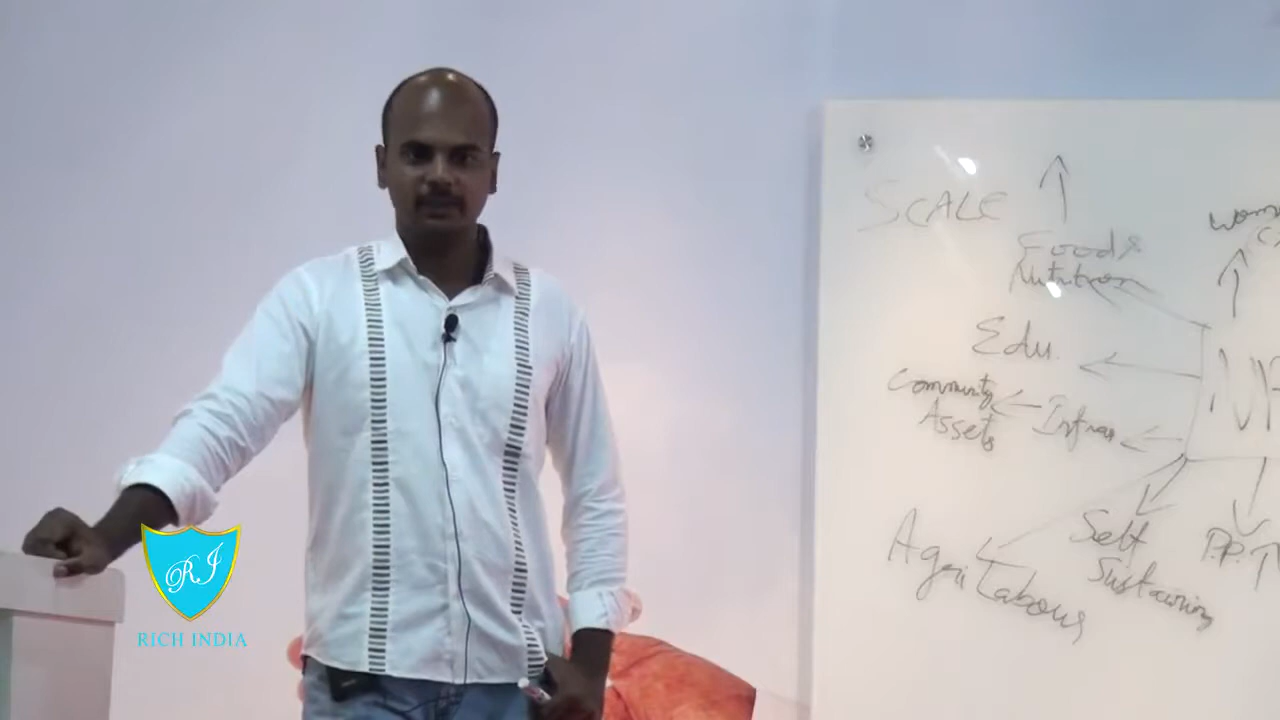 SCALE
Food &
Nutrition
Edu.
Community
Assets
Infra
Self
Sustaining
Agri Labour
RI
RICH INDIA